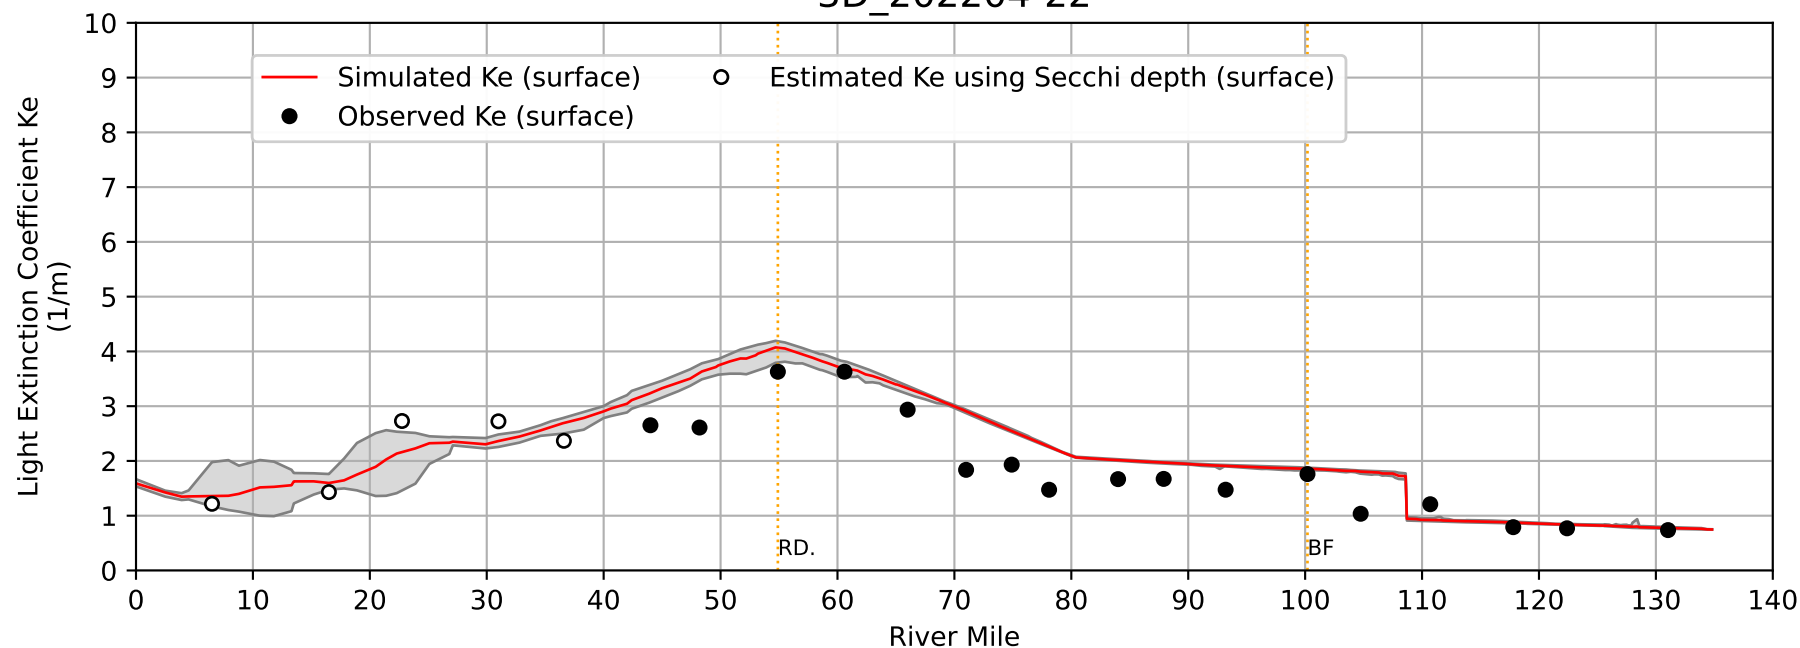 10
9
8
7
6
5
4
3
2
1
0
Light Extinction Coefficient Ke
(1/m)
Simulated Ke (surface)
Observed Ke (surface)
Estimated Ke using Secchi depth (surface)
RD.
BF
0 10 20 30 40 50 60 70 80 90 100 110 120 130 140
River Mile